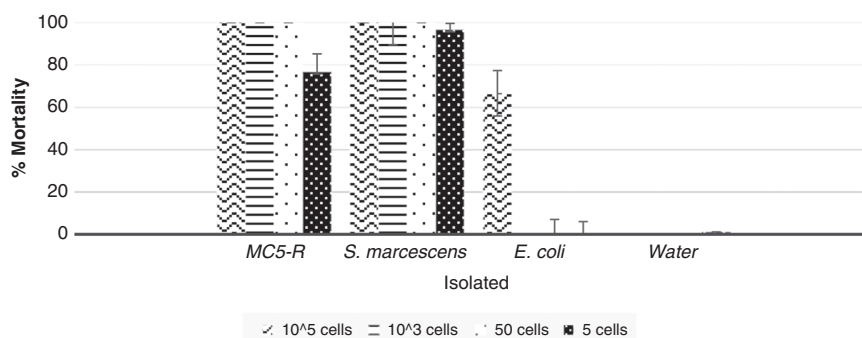 100
80
60
40
20
0
% Mortality
MC5-R S. marcescens E. coli Water
Isolated
10^5 cells 10^3 cells 50 cells 5 cells